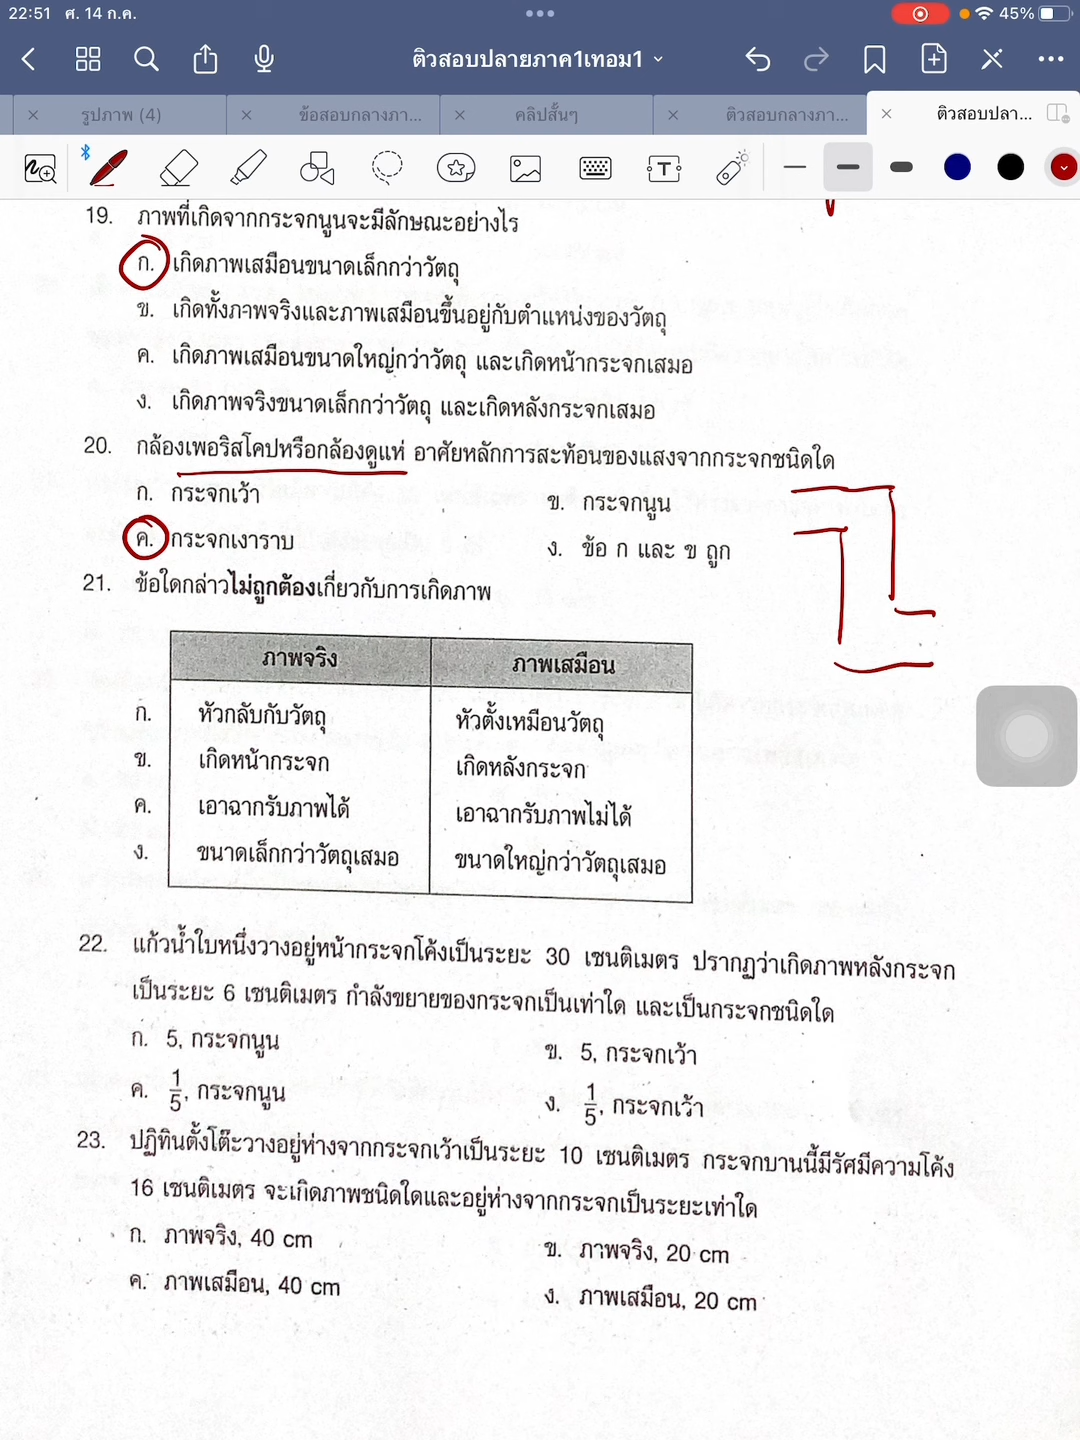 22:51 ศ. 14 ก.ค.
45%
ติวสอบปลายภาค1เทอม1
รูปภาพ (4)
ข้อสอบกลางภา...
คลิปสั้นๆ
ติวสอบกลางภา...
ติวสอบปลา...
19. ภาพที่เกิดจากกระจกนูนจะมีลักษณะอย่างไร
ก. เกิดภาพเสมือนขนาดเล็กกว่าวัตถุ
ข. เกิดทั้งภาพจริงและภาพเสมือนขึ้นอยู่กับตำแหน่งของวัตถุ
ค. เกิดภาพเสมือนขนาดใหญ่กว่าวัตถุ และเกิดหน้ากระจกเสมอ
ง. เกิดภาพจริงขนาดเล็กกว่าวัตถุ และเกิดหลังกระจกเสมอ
20. กล้องเพอริสโคปหรือกล้องดูแห่ อาศัยหลักการสะท้อนของแสงจากกระจกชนิดใด
ก. กระจกเว้า
ข. กระจกนูน
ค. กระจกเงาราบ
ง. ข้อ ก และ ข ถูก
21. ข้อใดกล่าวไม่ถูกต้องเกี่ยวกับการเกิดภาพ
ภาพจริง ภาพเสมือน
ก. หัวกลับกับวัตถุ หัวตั้งเหมือนวัตถุ
ข. เกิดหน้ากระจก เกิดหลังกระจก
ค. เอาฉากรับภาพได้ เอาฉากรับภาพไม่ได้
ง. ขนาดเล็กกว่าวัตถุเสมอ ขนาดใหญ่กว่าวัตถุเสมอ
22. แก้วน้ำใบหนึ่งวางอยู่หน้ากระจกโค้งเป็นระยะ 30 เซนติเมตร ปรากฏว่าเกิดภาพหลังกระจก
เป็นระยะ 6 เซนติเมตร กำลังขยายของกระจกเป็นเท่าใด และเป็นกระจกชนิดใด
ก. 5, กระจกนูน
ข. 5, กระจกเว้า
ค. 1/5, กระจกนูน
ง. 1/5, กระจกเว้า
23. ปฏิทินตั้งโต๊ะวางอยู่ห่างจากกระจกเว้าเป็นระยะ 10 เซนติเมตร กระจกบานนี้มีรัศมีความโค้ง
16 เซนติเมตร จะเกิดภาพชนิดใดและอยู่ห่างจากกระจกเป็นระยะเท่าใด
ก. ภาพจริง, 40 cm
ข. ภาพจริง, 20 cm
ค. ภาพเสมือน, 40 cm
ง. ภาพเสมือน, 20 cm